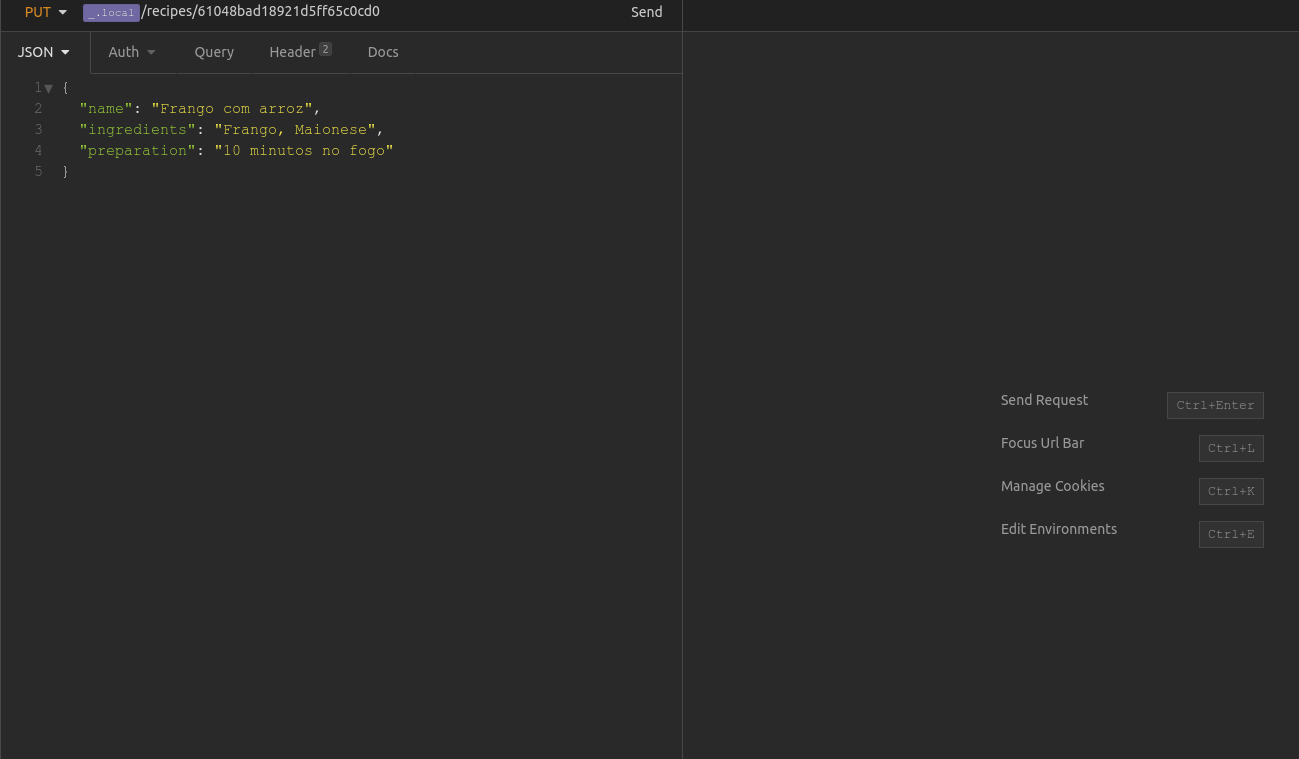 PUT _.local/recipes/61048bad18921d5ff65c0cd0 Send
JSON Auth Query Header 2 Docs
1 {
2 "name": "Frango com arroz",
3 "ingredients": "Frango, Maionese",
4 "preparation": "10 minutos no fogo"
5 }
Send Request Ctrl+Enter
Focus Url Bar Ctrl+L
Manage Cookies Ctrl+K
Edit Environments Ctrl+E